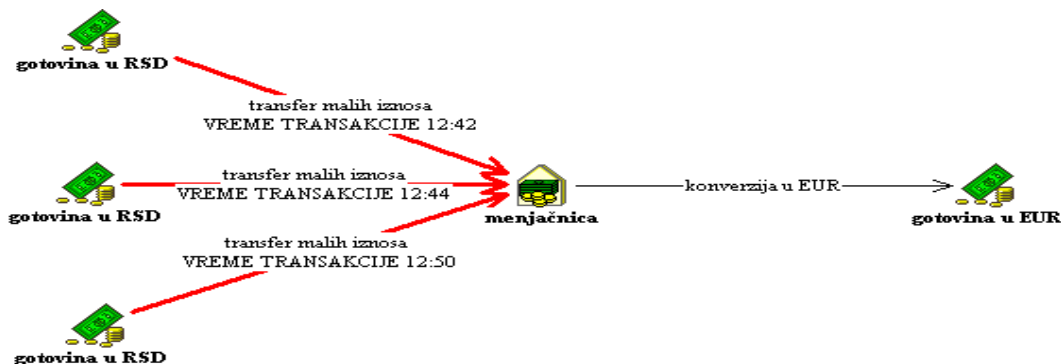 gotovina u RSD
transfer malih iznosa
VREME TRANSAKCIJE 12:42
gotovina u RSD
transfer malih iznosa
VREME TRANSAKCIJE 12:44
menjačnica
konverzija u EUR
gotovina u EUR
transfer malih iznosa
VREME TRANSAKCIJE 12:50
gotovina u RSD